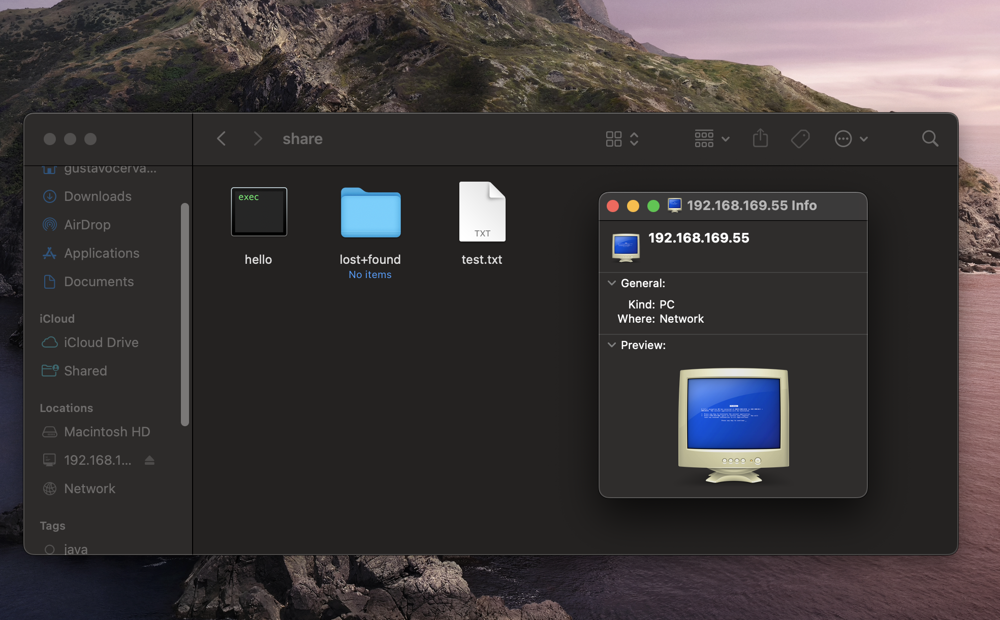 share
gustavocerva...
Downloads
AirDrop
Applications
Documents
iCloud
iCloud Drive
Shared
Locations
Macintosh HD
192.168.1...
Network
Tags
java
exec
hello
lost+found
No items
TXT
test.txt
192.168.169.55 Info
192.168.169.55
General:
Kind: PC
Where: Network
Preview: